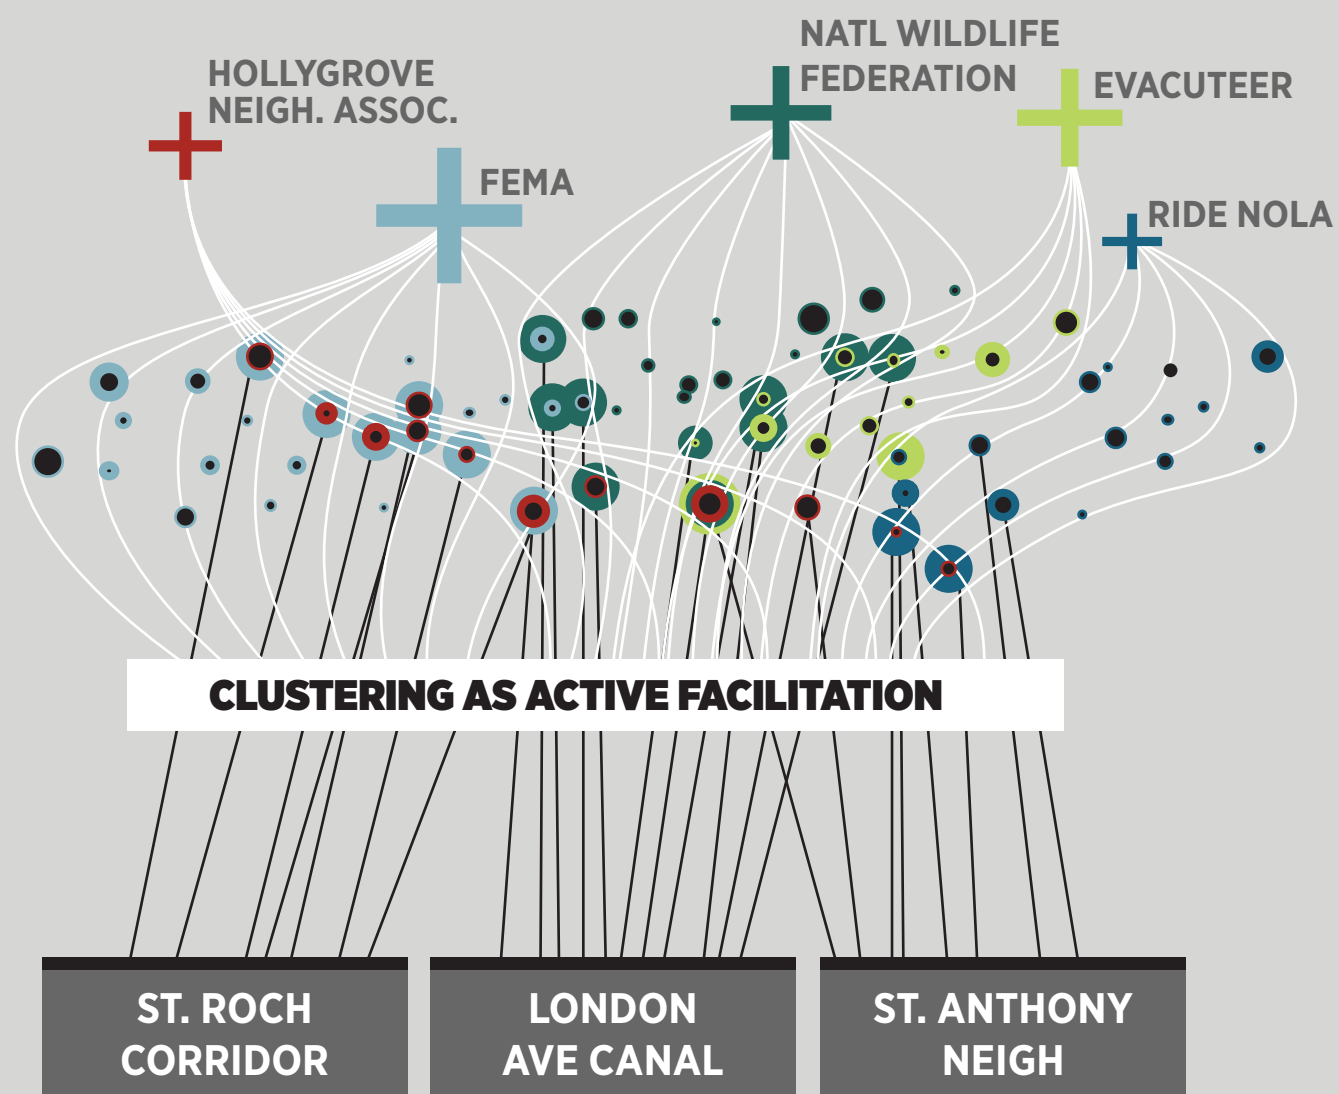 NATL WILDLIFE
FEDERATION
HOLLYGROVE
NEIGH. ASSOC.
EVACUTEER
FEMA
RIDE NOLA
CLUSTERING AS ACTIVE FACILITATION
ST. ROCH
CORRIDOR
LONDON
AVE CANAL
ST. ANTHONY
NEIGH